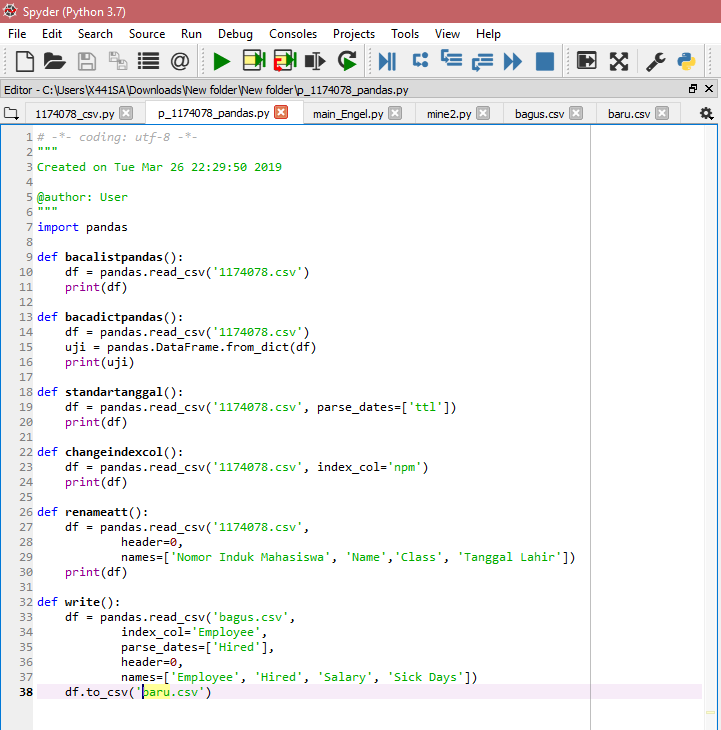 Spyder (Python 3.7)
File Edit Search Source Run Debug Consoles Projects Tools View Help
Editor - C:\Users\X441SA\Downloads\New folder\New folder\p_1174078_pandas.py
1174078_csv.py p_1174078_pandas.py main_Engel.py mine2.py bagus.csv baru.csv
1 # -*- coding: utf-8 -*-
2 """
3 Created on Tue Mar 26 22:29:50 2019
4
5 @author: User
6 """
7 import pandas
8
9 def bacalistpandas():
10     df = pandas.read_csv('1174078.csv')
11     print(df)
12
13 def bacadictpandas():
14     df = pandas.read_csv('1174078.csv')
15     uji = pandas.DataFrame.from_dict(df)
16     print(uji)
17
18 def standartanggal():
19     df = pandas.read_csv('1174078.csv', parse_dates=['ttl'])
20     print(df)
21
22 def changeindexcol():
23     df = pandas.read_csv('1174078.csv', index_col='npm')
24     print(df)
25
26 def renameatt():
27     df = pandas.read_csv('1174078.csv',
28             header=0,
29             names=['Nomor Induk Mahasiswa', 'Name','Class', 'Tanggal Lahir'])
30     print(df)
31
32 def write():
33     df = pandas.read_csv('bagus.csv',
34             index_col='Employee',
35             parse_dates=['Hired'],
36             header=0,
37             names=['Employee', 'Hired', 'Salary', 'Sick Days'])
38     df.to_csv('baru.csv')